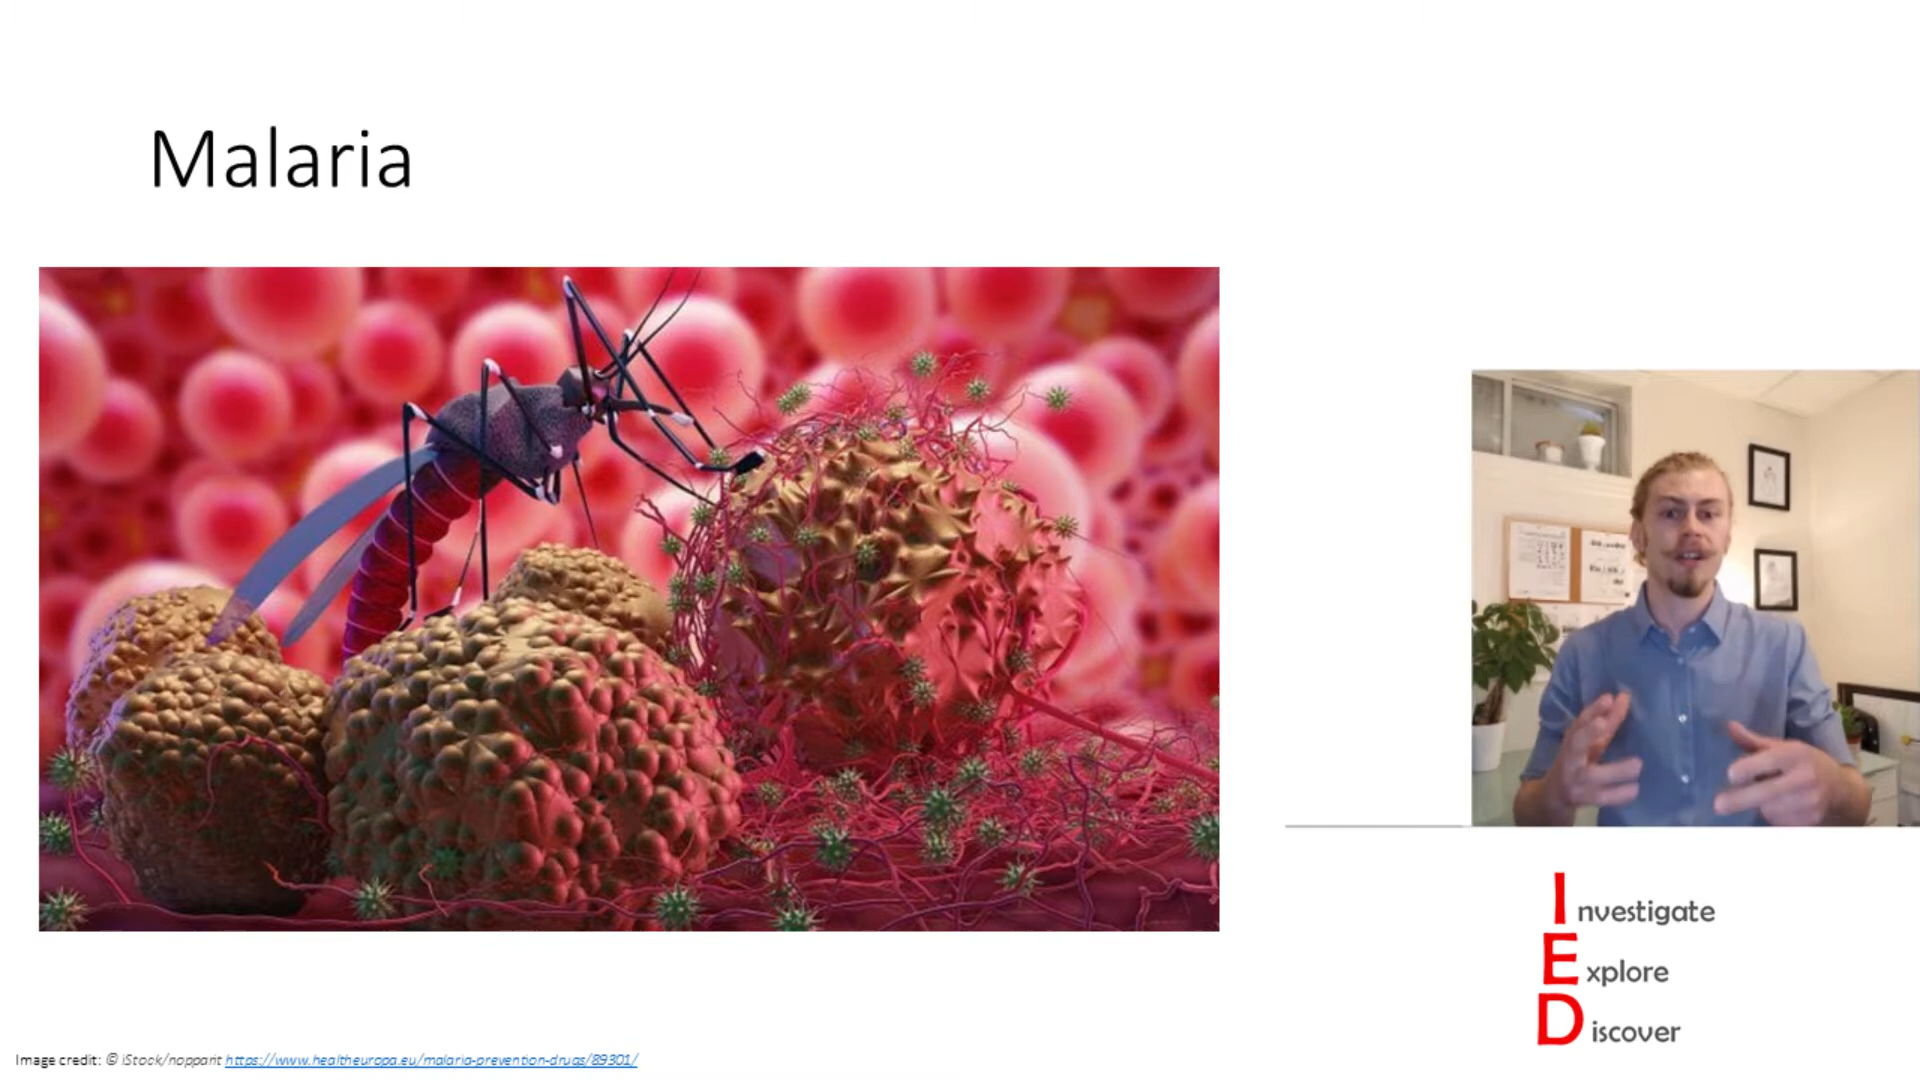 Malaria
Investigate
Explore
Discover
Image credit: © iStock/nopparit https://www.healtheuropa.eu/malaria-prevention-drugs/89301/